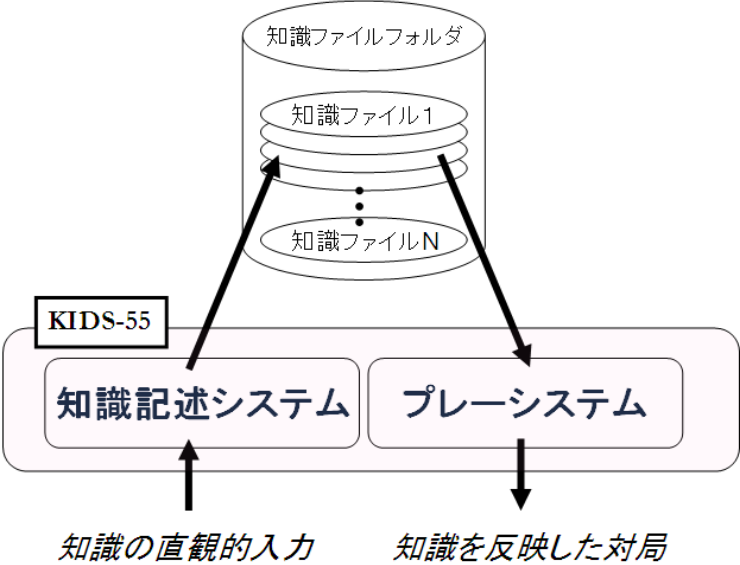 知識ファイルフォルダ
知識ファイル1
知識ファイルN
KIDS-55
知識記述システム
プレーシステム
知識の直観的入力
知識を反映した対局